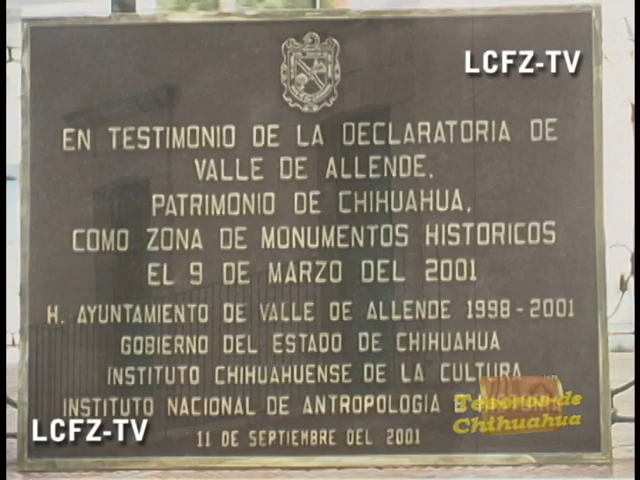 LCFZ-TV
EN TESTIMONIO DE LA DECLARATORIA DE
VALLE DE ALLENDE,
PATRIMONIO DE CHIHUAHUA,
COMO ZONA DE MONUMENTOS HISTORICOS
EL 9 DE MARZO DEL 2001
H. AYUNTAMIENTO DE VALLE DE ALLENDE 1998-2001
GOBIERNO DEL ESTADO DE CHIHUAHUA
INSTITUTO CHIHUAHUENSE DE LA CULTURA
INSTITUTO NACIONAL DE ANTROPOLOGIA E
11 DE SEPTIEMBRE DEL 2001
LCFZ-TV
Tesoros de
Chihuahua